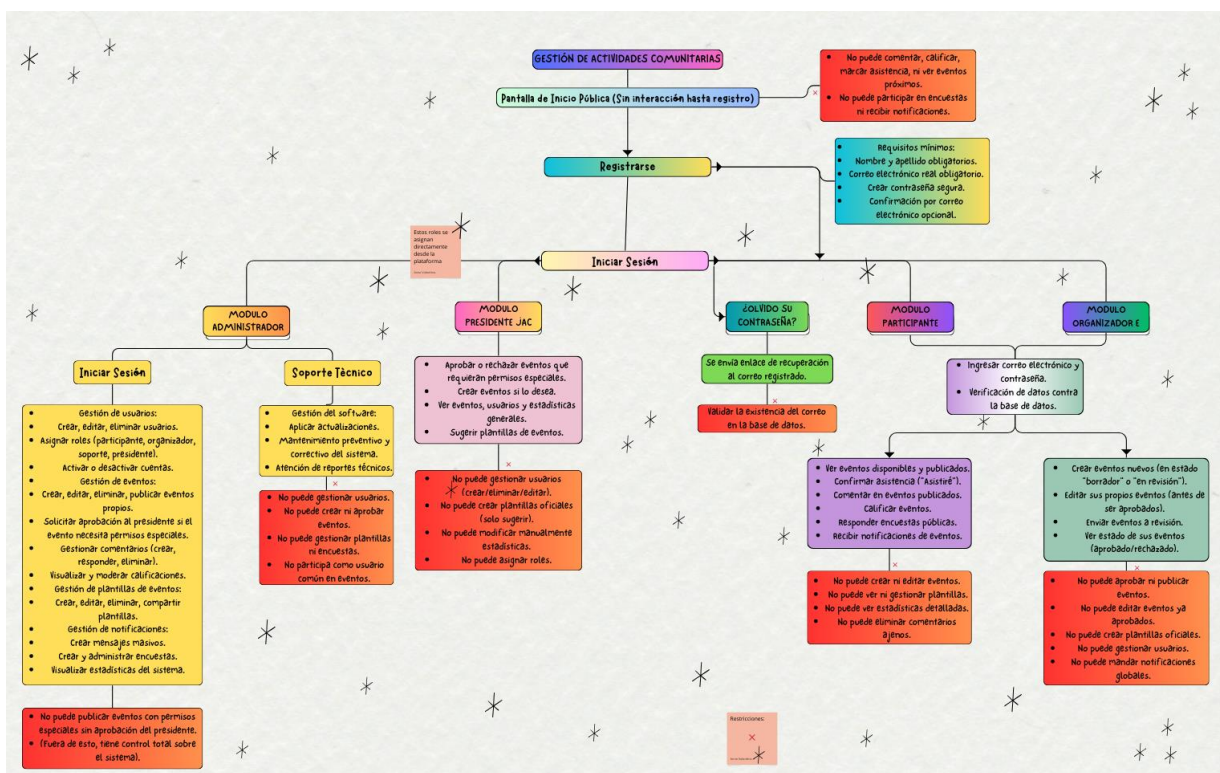 GESTIÓN DE ACTIVIDADES COMUNITARIAS
Pantalla de Inicio Pública (Sin interacción hasta registro)
No puede comentar, calificar,
marcar asistencia, ni ver eventos
próximos.
No puede participar en encuestas
ni recibir notificaciones.
Registrarse
Requisitos mínimos:
Nombre y apellido obligatorios.
Correo electrónico real obligatorio.
Crear contraseña segura.
Confirmación por correo
electrónico opcional.
Estos roles se
asignan
directamente
desde la
plataforma
Iniciar Sesión
MODULO
ADMINISTRADOR
MODULO
PRESIDENTE JAC
¿OLVIDO SU
CONTRASEÑA?
MODULO
PARTICIPANTE
MODULO
ORGANIZADOR E
Iniciar Sesión
Soporte Tècnico
Gestión de usuarios:
Crear, editar, eliminar usuarios.
Asignar roles (participante, organizador,
soporte, presidente).
Activar o desactivar cuentas.
Gestión de eventos:
Crear, editar, eliminar, publicar eventos
propios.
Solicitar aprobación al presidente si el
evento necesita permisos especiales.
Gestionar comentarios (crear,
responder, eliminar).
Visualizar y moderar calificaciones.
Gestión de plantillas de eventos:
Crear, editar, eliminar, compartir
plantillas.
Gestión de notificaciones:
Crear mensajes masivos.
Crear y administrar encuestas.
Visualizar estadísticas del sistema.
No puede publicar eventos con permisos
especiales sin aprobación del presidente.
(Fuera de esto, tiene control total sobre
el sistema).
Gestión del software:
Aplicar actualizaciones.
Mantenimiento preventivo y
correctivo del sistema.
Atención de reportes técnicos.
No puede gestionar usuarios.
No puede crear ni aprobar
eventos.
No puede gestionar plantillas
ni encuestas.
No participa como usuario
común en eventos.
Aprobar o rechazar eventos que
requieran permisos especiales.
Crear eventos si lo desea.
Ver eventos, usuarios y estadísticas
generales.
Sugerir plantillas de eventos.
No puede gestionar usuarios
(crear/eliminar/editar).
No puede crear plantillas oficiales
(solo sugerir).
No puede modificar manualmente
estadísticas.
No puede asignar roles.
Se envía enlace de recuperación
al correo registrado.
Validar la existencia del correo
en la base de datos.
Ingresar correo electrónico y
contraseña.
Verificación de datos contra
la base de datos.
Ver eventos disponibles y publicados.
Confirmar asistencia ("Asistiré").
Comentar en eventos publicados.
Calificar eventos.
Responder encuestas públicas.
Recibir notificaciones de eventos.
No puede crear ni editar eventos.
No puede ver ni gestionar plantillas.
No puede ver estadísticas detalladas.
No puede eliminar comentarios
ajenos.
Crear eventos nuevos (en estado
"borrador" o "en revisión").
Editar sus propios eventos (antes de
ser aprobados).
Enviar eventos a revisión.
Ver estado de sus eventos
(aprobado/rechazado).
No puede aprobar ni publicar
eventos.
No puede editar eventos ya
aprobados.
No puede crear plantillas oficiales.
No puede gestionar usuarios.
No puede mandar notificaciones
globales.
Restricciones: